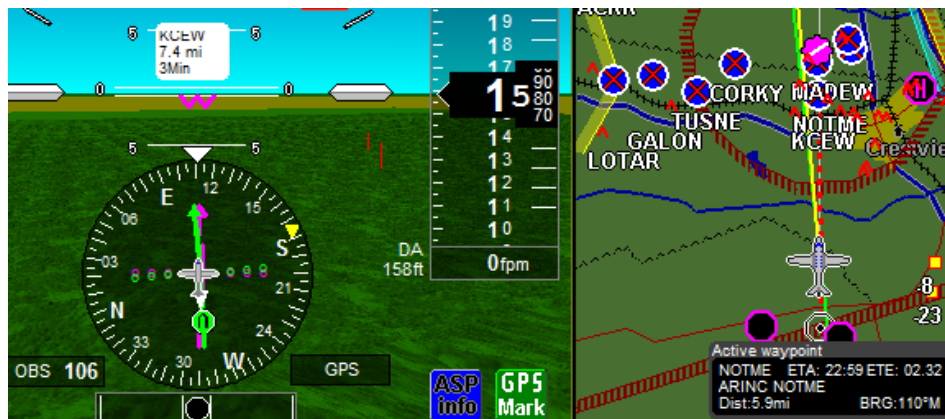 5 KCEW 5
7.4 mi
3Min
0 0
5 5
19
18
17
15
90
80
70
14
13
12
11
10
DA
158ft
0fpm
E 12 15 S 21 24 W 30 33 N 03 06
OBS 106
GPS
ASP
info
GPS
Mark
CORKY MADEW
TUSNE NOTME
GALON KCEW
LOTAR
H
-8
-23
Active waypoint
NOTME ETA: 22:59 ETE: 02.32
ARINC NOTME
Dist:5.9mi BRG:110°M